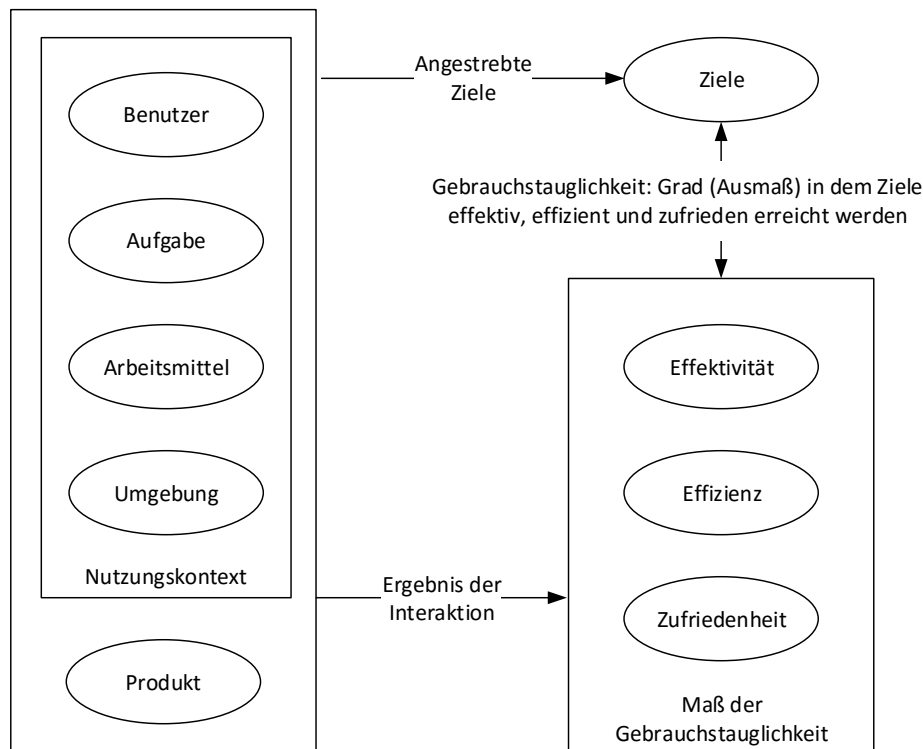 Benutzer
Aufgabe
Arbeitsmittel
Umgebung
Nutzungskontext
Produkt
Angestrebte
Ziele
Ziele
Gebrauchstauglichkeit: Grad (Ausmaß) in dem Ziele
effektiv, effizient und zufrieden erreicht werden
Ergebnis der
Interaktion
Effektivität
Effizienz
Zufriedenheit
Maß der
Gebrauchstauglichkeit